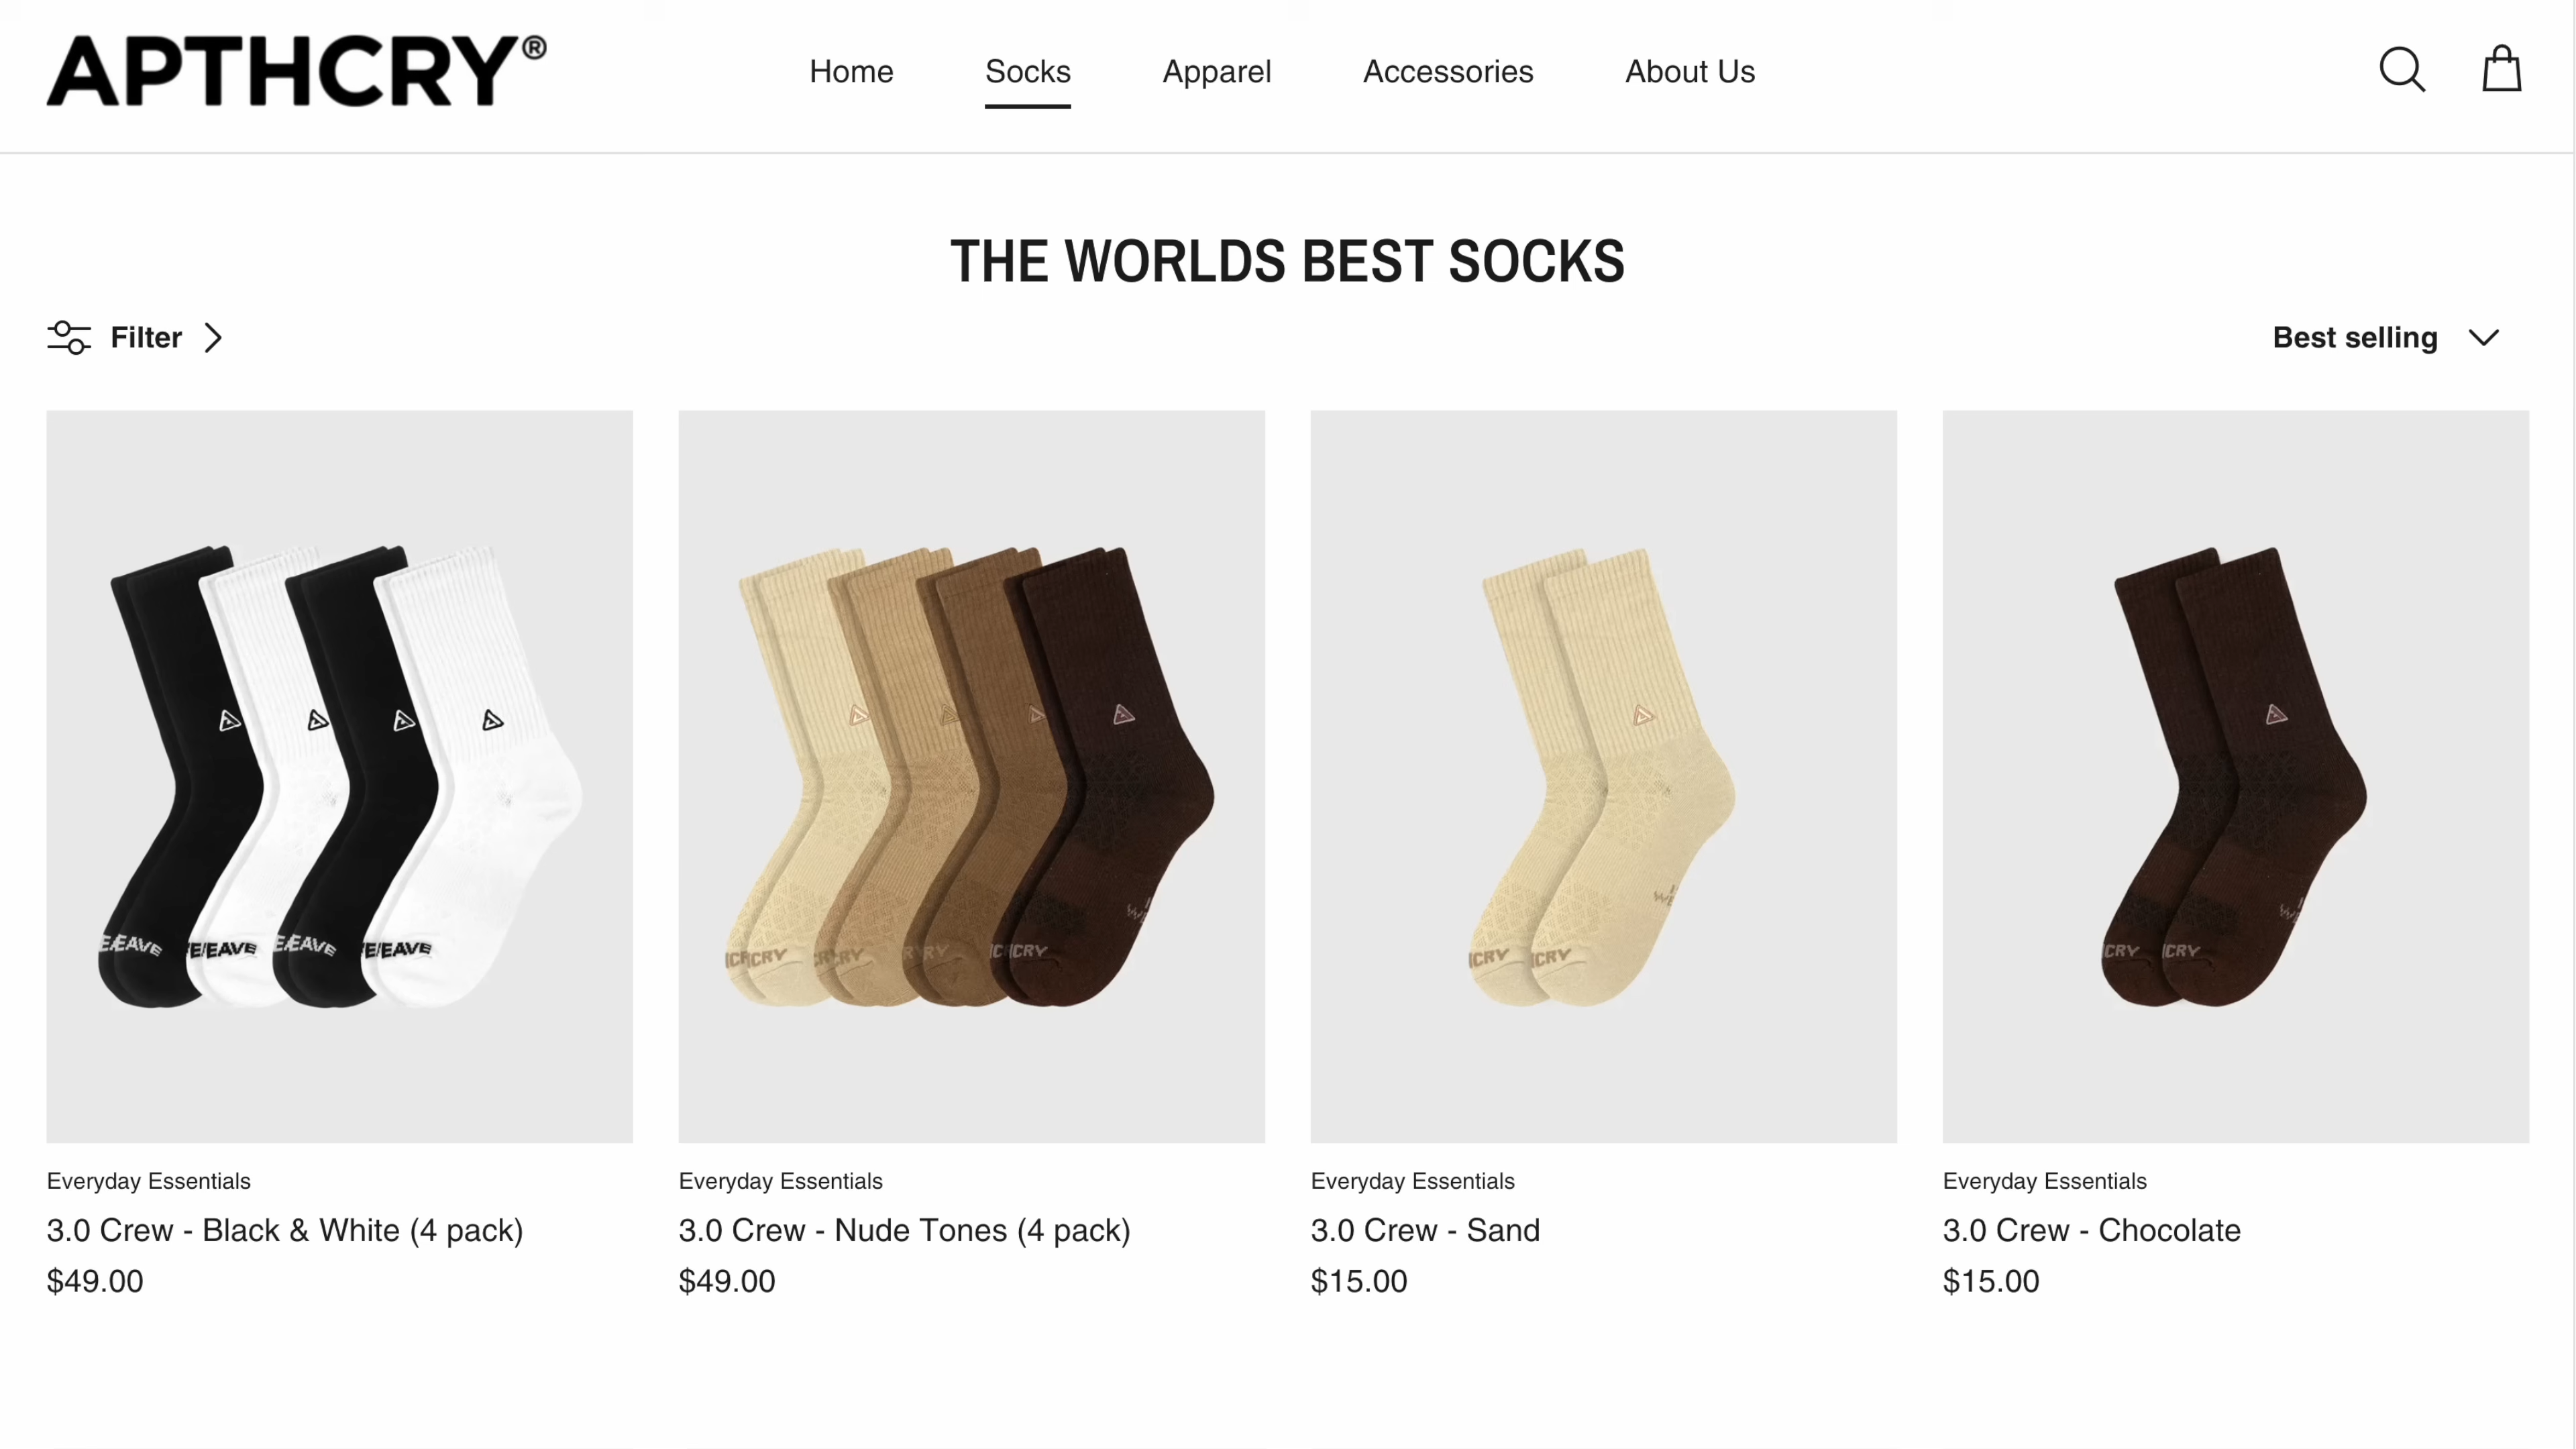 APTHCRY®
Home Socks Apparel Accessories About Us
THE WORLDS BEST SOCKS
Filter
Best selling
Everyday Essentials
3.0 Crew - Black & White (4 pack)
$49.00
Everyday Essentials
3.0 Crew - Nude Tones (4 pack)
$49.00
Everyday Essentials
3.0 Crew - Sand
$15.00
Everyday Essentials
3.0 Crew - Chocolate
$15.00